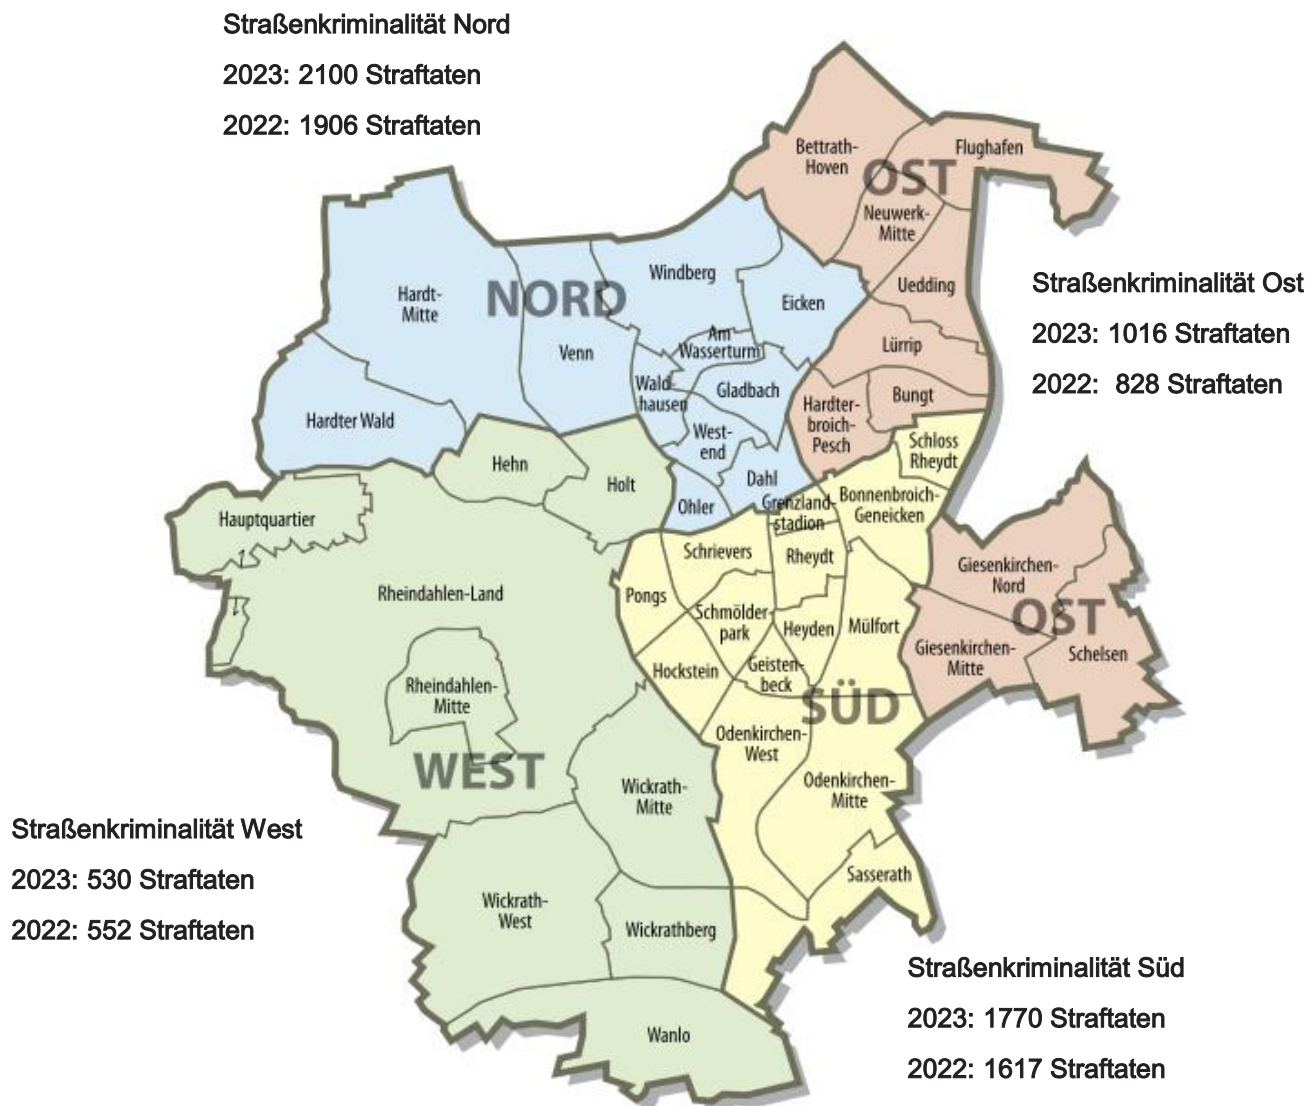 Straßenkriminalität Nord
2023: 2100 Straftaten
2022: 1906 Straftaten
Bettrath-
Hoven
Flughafen
OST
Neuwerk-
Mitte
Uedding
Straßenkriminalität Ost
2023: 1016 Straftaten
2022: 828 Straftaten
Lürrip
Bungt
Hardter-
broich-
Pesch
NORD
Hardt-
Mitte
Windberg
Eicken
Venn
Am
Wasserturm
Wald-
hausen
Gladbach
Hardter Wald
West-
end
Dahl
Ohler
Schloss
Rheydt
Bonnenbroich-
Geneicken
Grenzland-
stadion
Hehn
Holt
Hauptquartier
Schrievers
Rheydt
Giesenkirchen-
Nord
OST
Giesenkirchen-
Mitte
Schelsen
Rheindahlen-Land
Pongs
Schmölder-
park
Heyden
Mülfort
Hockstein
Geisten-
beck
SÜD
Rheindahlen-
Mitte
WEST
Odenkirchen-
West
Odenkirchen-
Mitte
Wickrath-
Mitte
Sasserath
Straßenkriminalität West
2023: 530 Straftaten
2022: 552 Straftaten
Wickrath-
West
Wickrathberg
Wanlo
Straßenkriminalität Süd
2023: 1770 Straftaten
2022: 1617 Straftaten